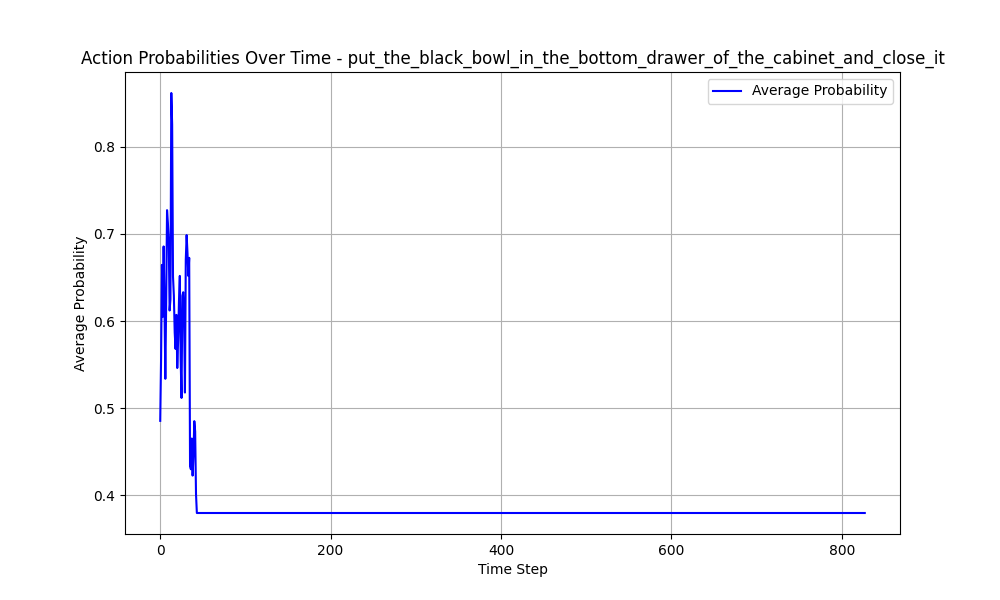 Action Probabilities Over Time - put_the_black_bowl_in_the_bottom_drawer_of_the_cabinet_and_close_it
Average Probability
0.8
0.7
0.6
0.5
0.4
Average Probability
0
200
400
600
800
Time Step